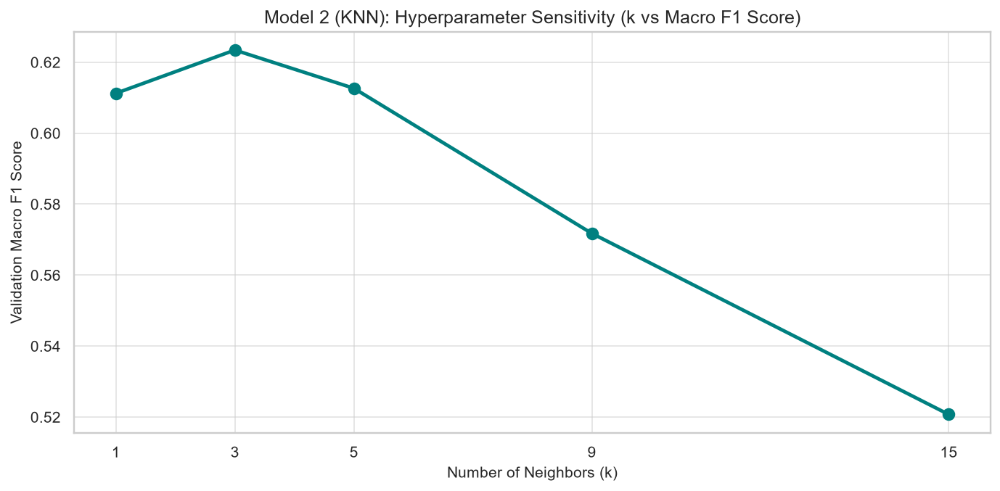 Model 2 (KNN): Hyperparameter Sensitivity (k vs Macro F1 Score)
Validation Macro F1 Score
0.62
0.60
0.58
0.56
0.54
0.52
1 3 5 9 15
Number of Neighbors (k)